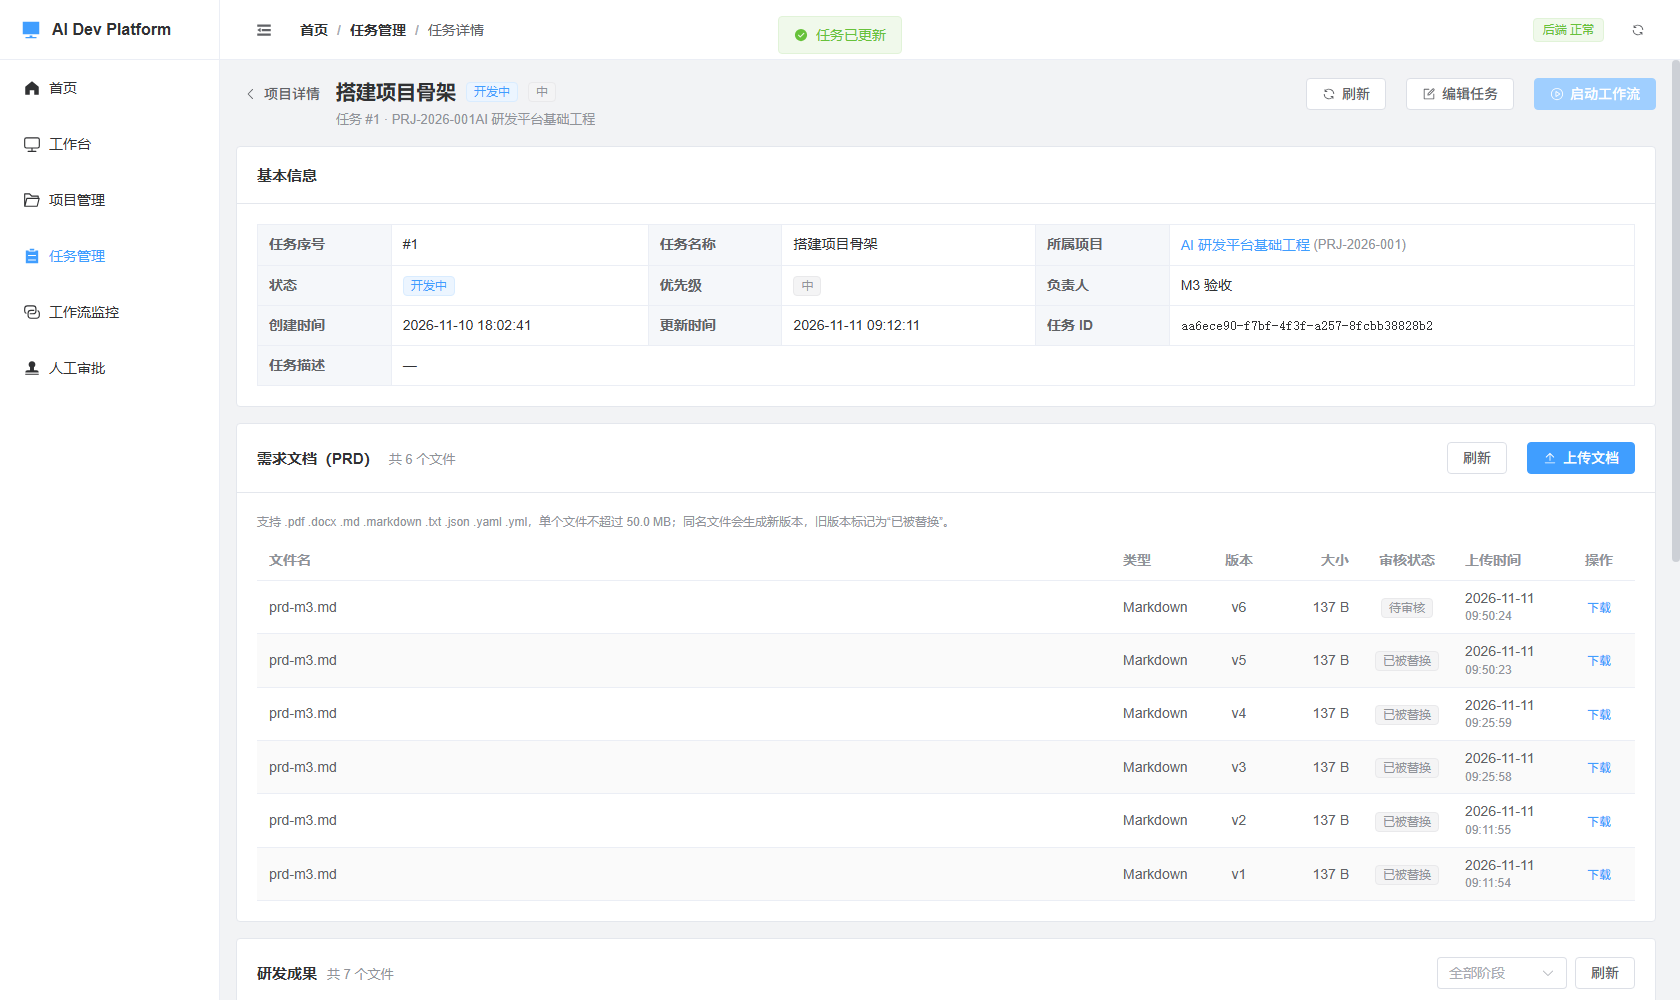 AI Dev Platform
首页 / 任务管理 / 任务详情
任务已更新
后端 正常
首页
工作台
项目管理
任务管理
工作流监控
人工审批
项目详情 搭建项目骨架 开发中 中
任务 #1 · PRJ-2026-001AI 研发平台基础工程
刷新 编辑任务 启动工作流
基本信息
任务序号 #1 任务名称 搭建项目骨架 所属项目 AI 研发平台基础工程 (PRJ-2026-001)
状态 开发中 优先级 中 负责人 M3 验收
创建时间 2026-11-10 18:02:41 更新时间 2026-11-11 09:12:11 任务 ID aa6ece90-f7bf-4f3f-a257-8fcbb38828b2
任务描述 —
需求文档（PRD） 共 6 个文件 刷新 上传文档
支持 .pdf .docx .md .markdown .txt .json .yaml .yml，单个文件不超过 50.0 MB；同名文件会生成新版本，旧版本标记为“已被替换”。
文件名 类型 版本 大小 审核状态 上传时间 操作
prd-m3.md Markdown v6 137 B 待审核 2026-11-11 09:50:24 下载
prd-m3.md Markdown v5 137 B 已被替换 2026-11-11 09:50:23 下载
prd-m3.md Markdown v4 137 B 已被替换 2026-11-11 09:25:59 下载
prd-m3.md Markdown v3 137 B 已被替换 2026-11-11 09:25:58 下载
prd-m3.md Markdown v2 137 B 已被替换 2026-11-11 09:11:55 下载
prd-m3.md Markdown v1 137 B 已被替换 2026-11-11 09:11:54 下载
研发成果 共 7 个文件 全部阶段 刷新